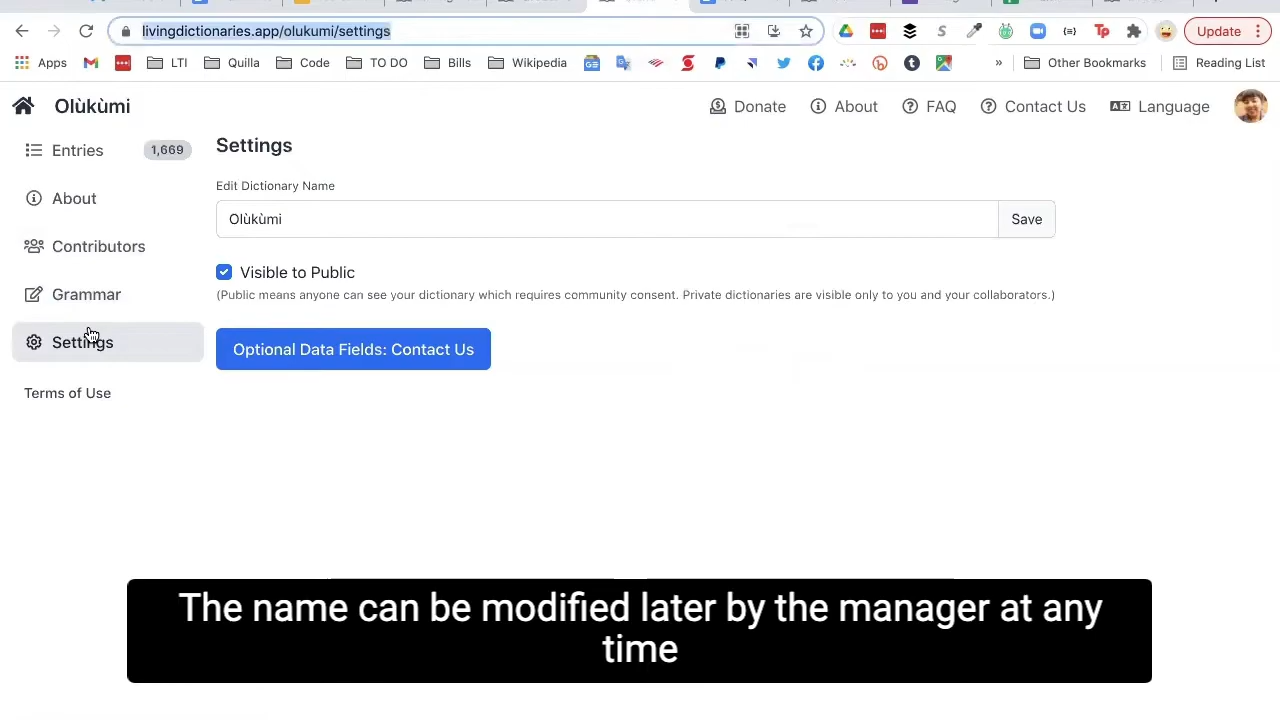 livingdictionaries.app/olukumi/settings
Update
Apps
LTI
Quilla
Code
TO DO
Bills
Wikipedia
»
Other Bookmarks
Reading List
Olùkùmi
Donate
About
FAQ
Contact Us
Language
Entries
1,669
About
Contributors
Grammar
Settings
Terms of Use
Settings
Edit Dictionary Name
Olùkùmi
Save
Visible to Public
(Public means anyone can see your dictionary which requires community consent. Private dictionaries are visible only to you and your collaborators.)
Optional Data Fields: Contact Us
The name can be modified later by the manager at any
time